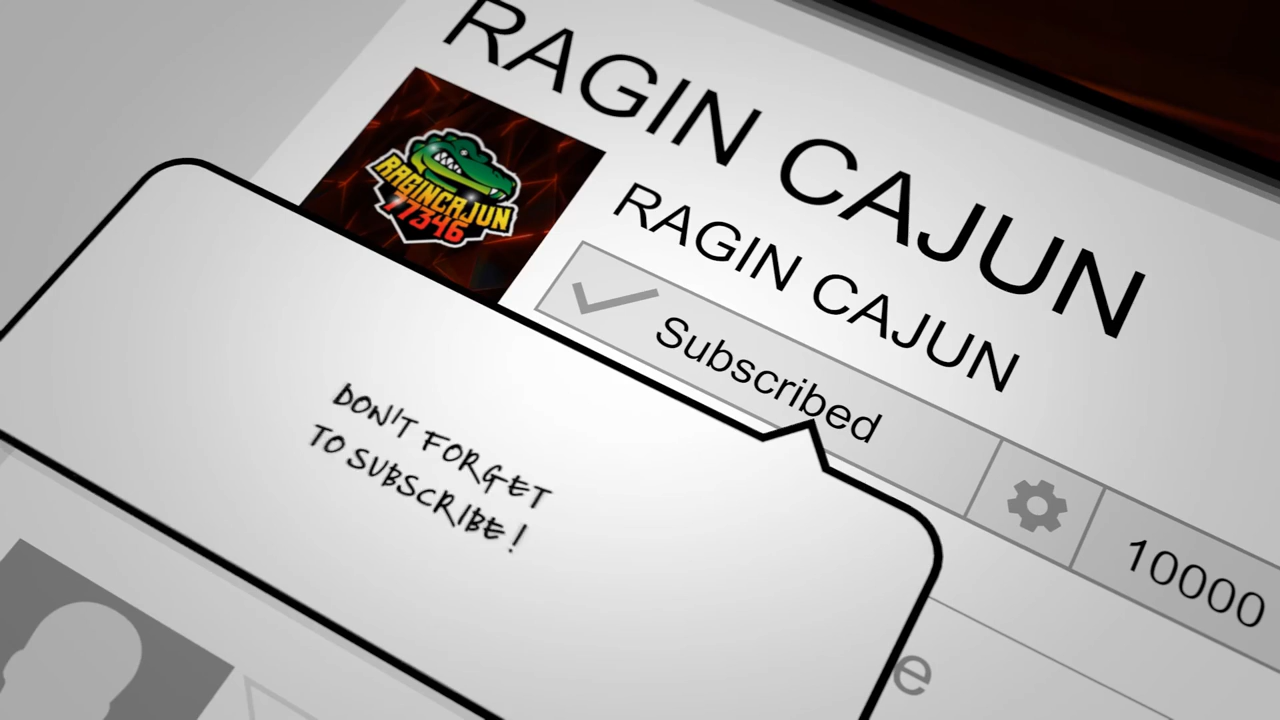 RAGIN CAJUN
RAGINCAJUN
77346
RAGIN CAJUN
Subscribed
10000
DON'T FORGET
TO SUBSCRIBE!
e